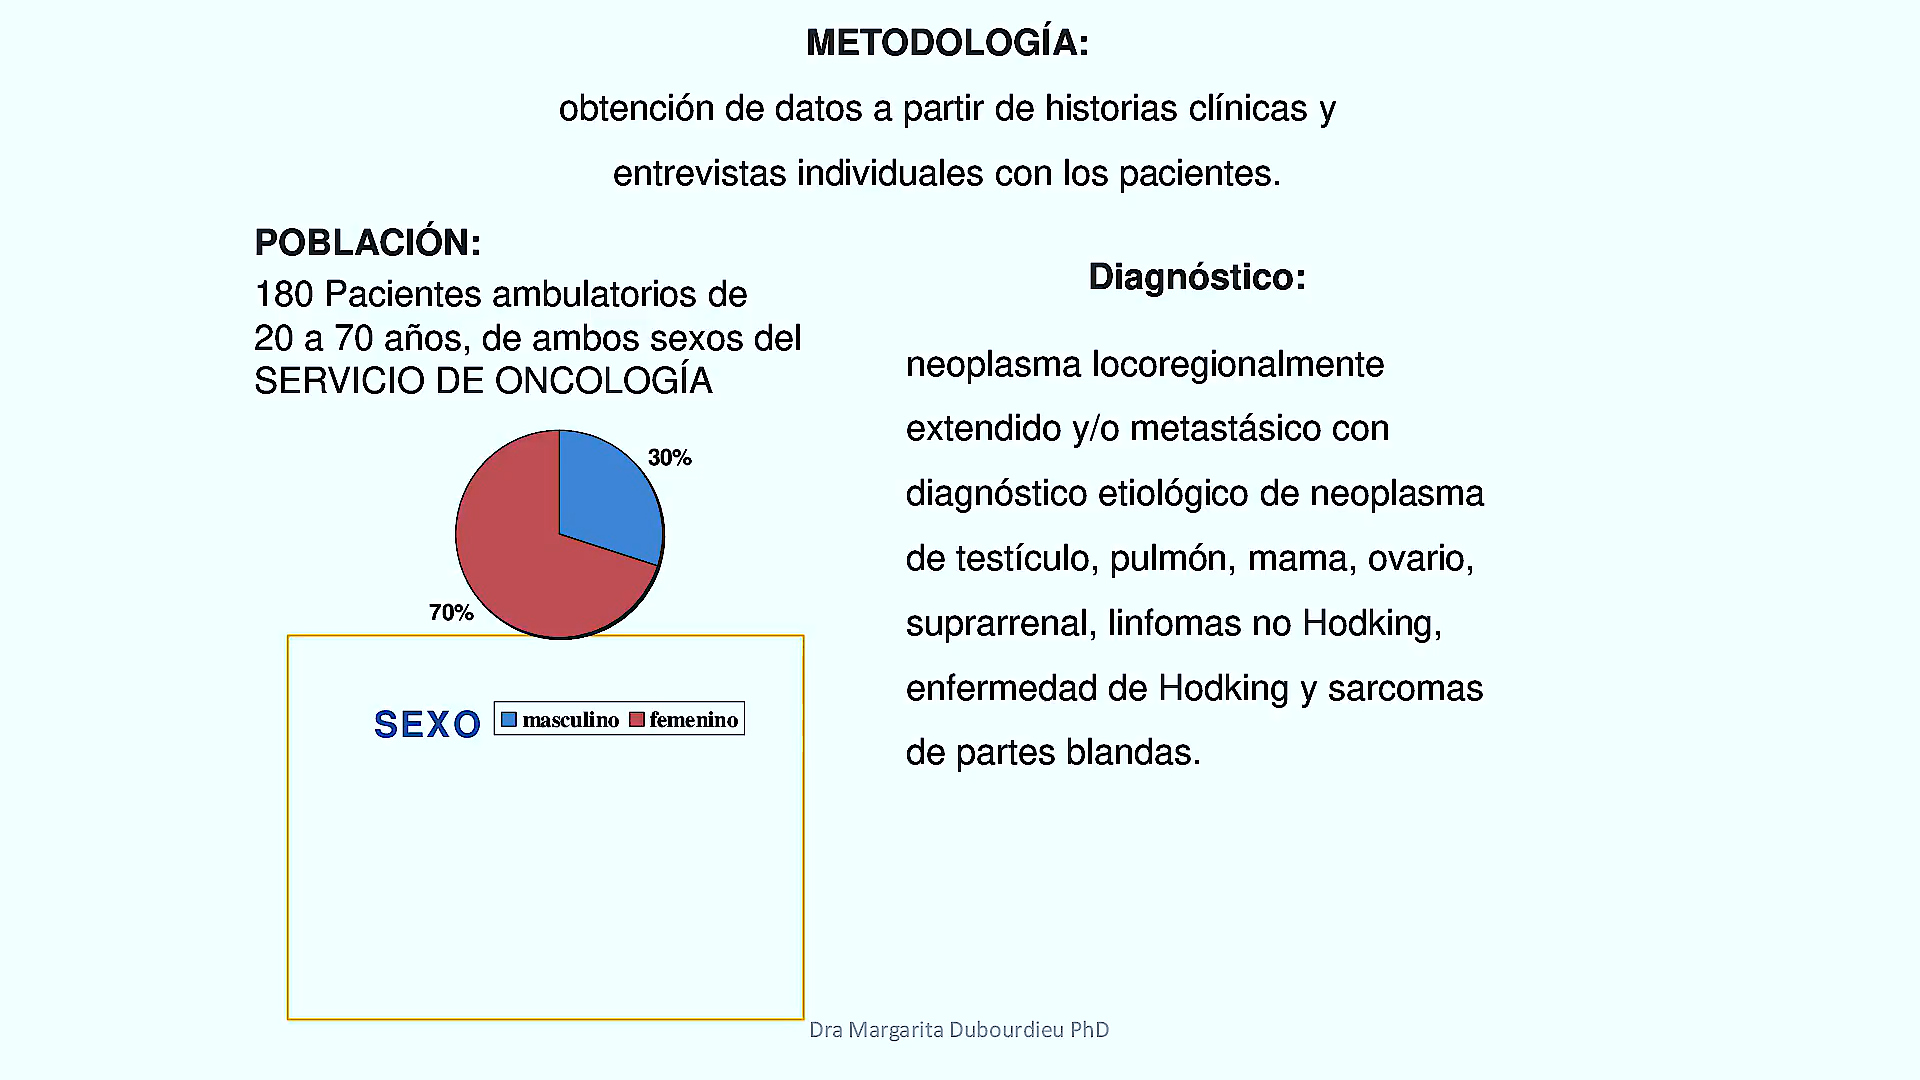 METODOLOGÍA:
obtención de datos a partir de historias clínicas y
entrevistas individuales con los pacientes.
POBLACIÓN:
180 Pacientes ambulatorios de
20 a 70 años, de ambos sexos del
SERVICIO DE ONCOLOGÍA
30%
70%
SEXO
masculino femenino
Diagnóstico:
neoplasma locoregionalmente
extendido y/o metastásico con
diagnóstico etiológico de neoplasma
de testículo, pulmón, mama, ovario,
suprarrenal, linfomas no Hodking,
enfermedad de Hodking y sarcomas
de partes blandas.
Dra Margarita Dubourdieu PhD